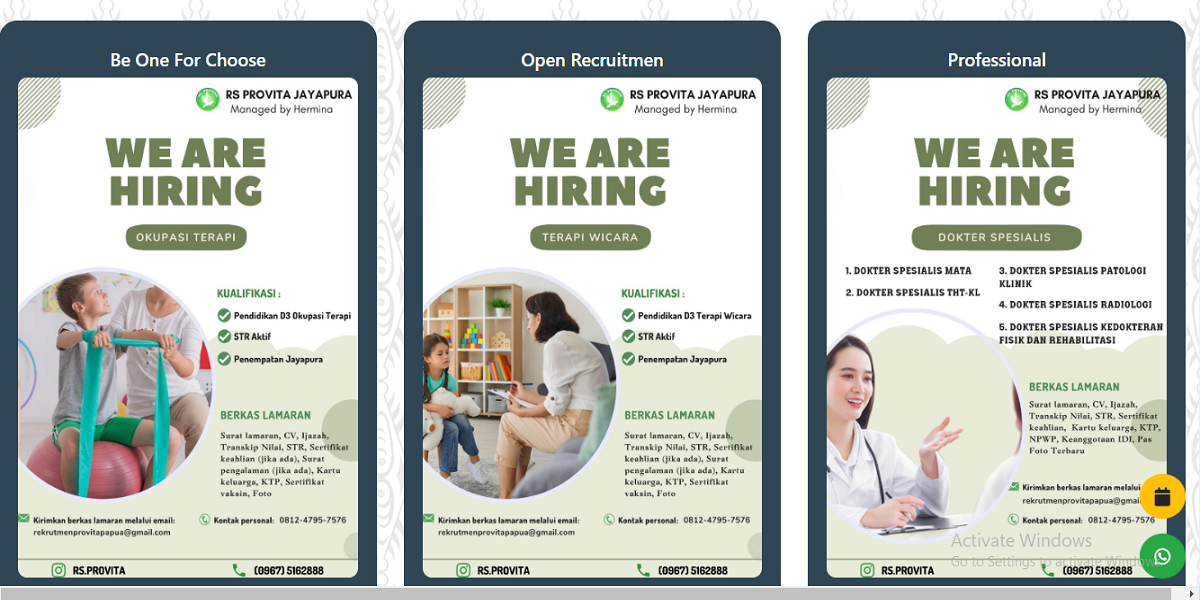 Be One For Choose
RS PROVITA JAYAPURA
Managed by Hermina
WE ARE
HIRING
OKUPASI TERAPI
KUALIFIKASI :
Pendidikan D3 Okupasi Terapi
STR Aktif
Penempatan Jayapura
BERKAS LAMARAN
Surat lamaran, CV, Ijazah,
Transkip Nilai, STR, Sertifikat
keahlian (jika ada), Surat
pengalaman (jika ada), Kartu
keluarga, KTP, Sertifikat
vaksin, Foto
Kirimkan berkas lamaran melalui email:
rekrutmenprovitapapua@gmail.com
Kontak personal: 0812-4795-7576
RS.PROVITA
(0967) 5162888
Open Recruitmen
RS PROVITA JAYAPURA
Managed by Hermina
WE ARE
HIRING
TERAPI WICARA
KUALIFIKASI :
Pendidikan D3 Terapi Wicara
STR Aktif
Penempatan Jayapura
BERKAS LAMARAN
Surat lamaran, CV, Ijazah,
Transkip Nilai, STR, Sertifikat
keahlian (jika ada), Surat
pengalaman (jika ada), Kartu
keluarga, KTP, Sertifikat
vaksin, Foto
Kirimkan berkas lamaran melalui email:
rekrutmenprovitapapua@gmail.com
Kontak personal: 0812-4795-7576
RS.PROVITA
(0967) 5162888
Professional
RS PROVITA JAYAPURA
Managed by Hermina
WE ARE
HIRING
DOKTER SPESIALIS
1. DOKTER SPESIALIS MATA
2. DOKTER SPESIALIS THT-KL
3. DOKTER SPESIALIS PATOLOGI
KLINIK
4. DOKTER SPESIALIS RADIOLOGI
5. DOKTER SPESIALIS KEDOKTERAN
FISIK DAN REHABILITASI
BERKAS LAMARAN
Surat lamaran, CV, Ijazah,
Transkip Nilai, STR, Sertifikat
keahlian, Kartu keluarga, KTP,
NPWP, Keanggotaan IDI, Pas
Foto Terbaru
Kirimkan berkas lamaran melalui
Kontak personal: 0812-4795-7576
RS.PROVITA
(0967) 5162888
Activate Windows
Go to Settings to activate Windows.